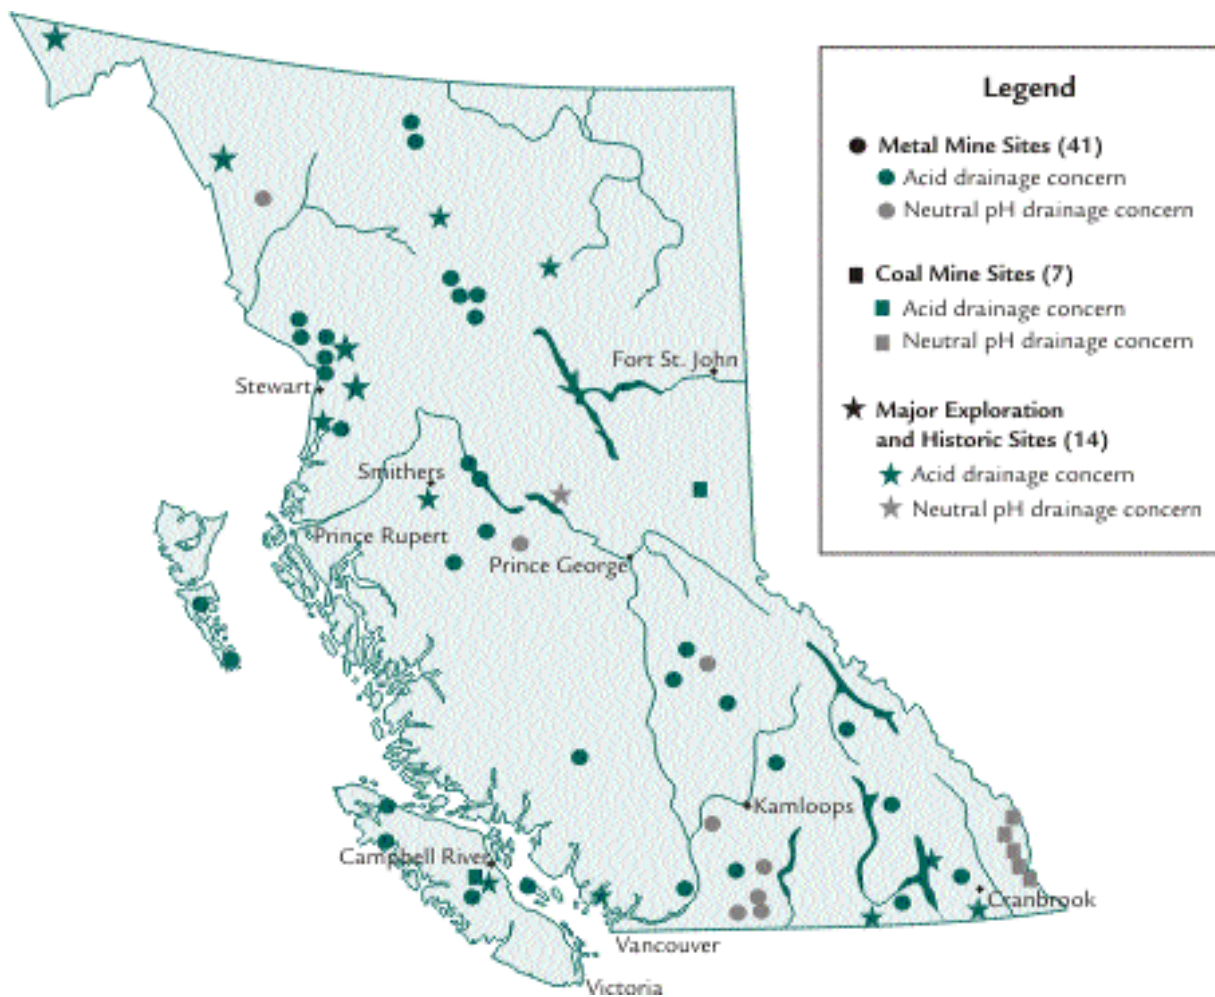 Legend
Metal Mine Sites (41)
Acid drainage concern
Neutral pH drainage concern
Coal Mine Sites (7)
Acid drainage concern
Neutral pH drainage concern
Major Exploration
and Historic Sites (14)
Acid drainage concern
Neutral pH drainage concern
Fort St. John
Stewart
Smithers
Prince Rupert
Prince George
Kamloops
Campbell River
Cranbrook
Vancouver
Victoria